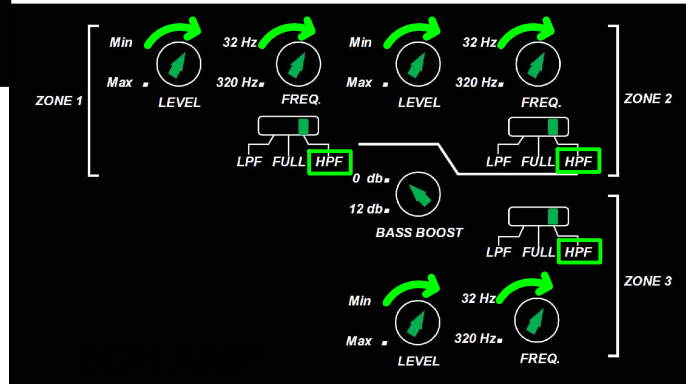 Min
32 Hz
Min
32 Hz
Max
320 Hz
Max
320 Hz
ZONE 1
LEVEL
FREQ.
LEVEL
FREQ.
ZONE 2
LPF FULL HPF
LPF FULL HPF
0 db
12 db
BASS BOOST
LPF FULL HPF
ZONE 3
Min
32 Hz
Max
320 Hz
LEVEL
FREQ.